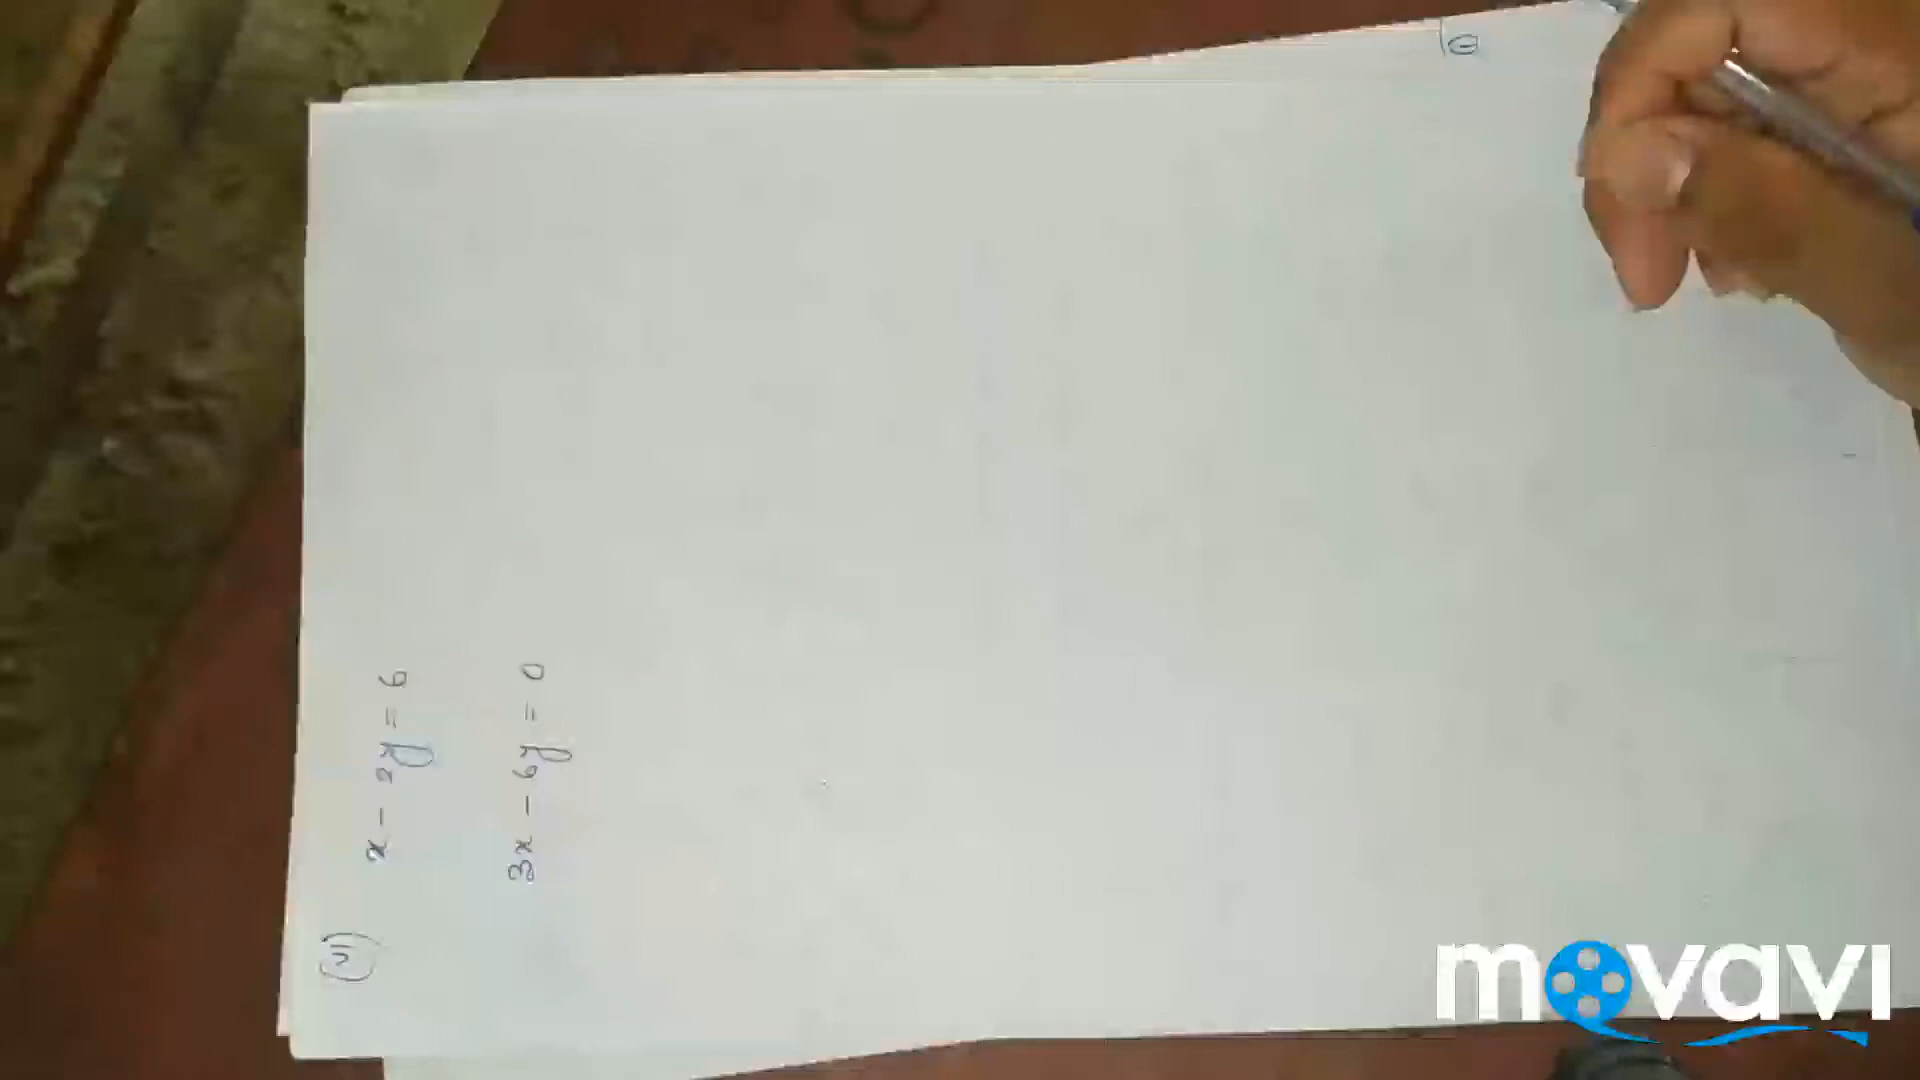 (vi)
x - 2y = 6
3x - 6y = 0
movavi